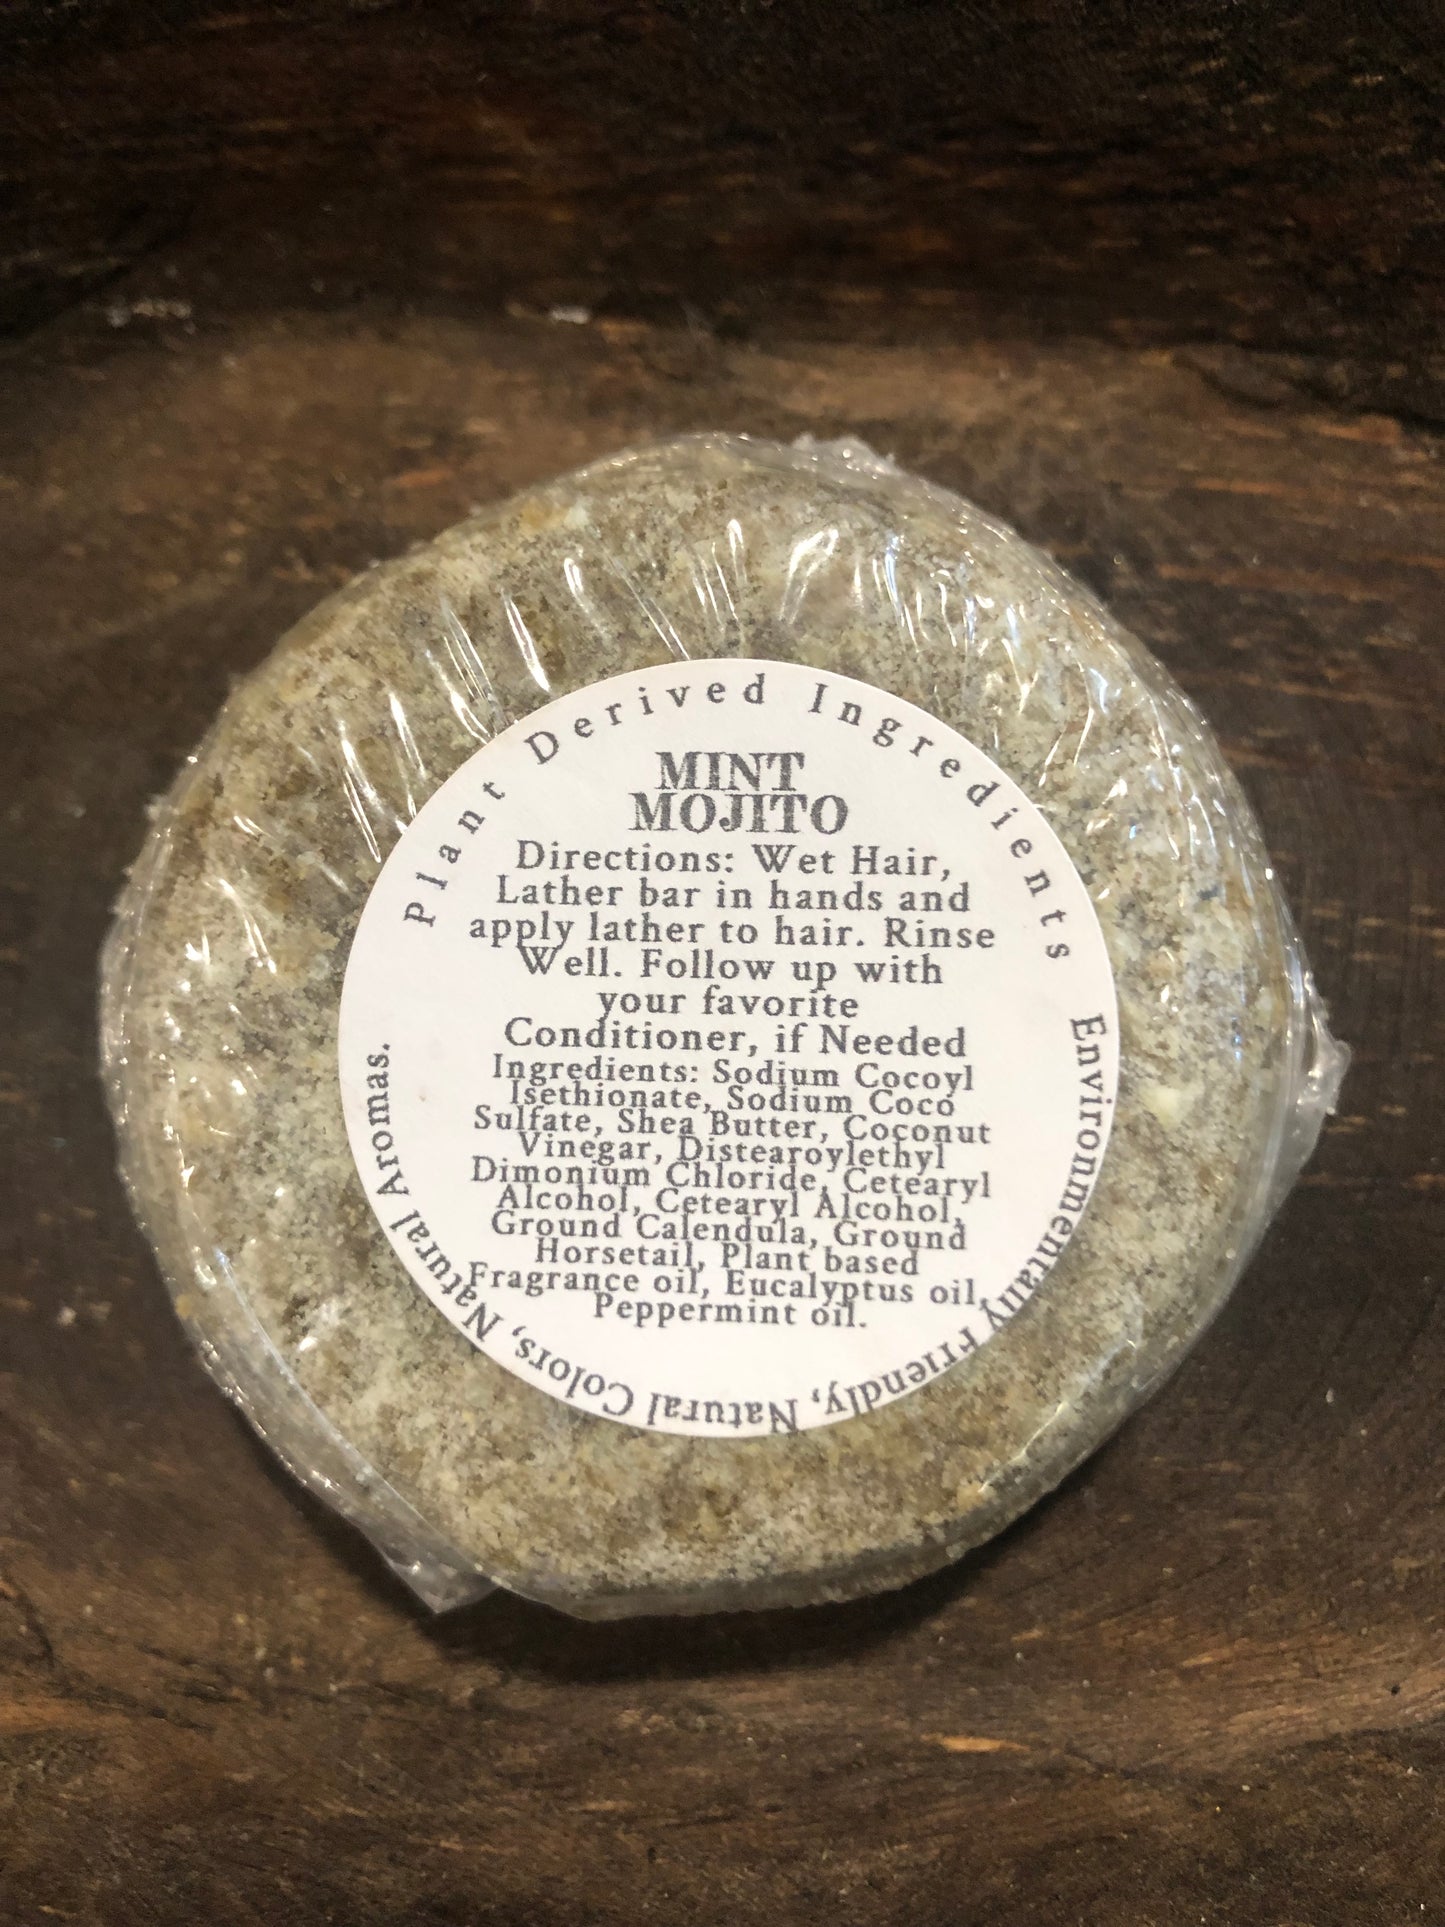 Plant Derived Ingredients Environmentally Friendly, Natural Colors, Natural Aromas.
MINT
MOJITO
Directions: Wet Hair,
Lather bar in hands and
apply lather to hair. Rinse
Well. Follow up with
your favorite
Conditioner, if Needed
Ingredients: Sodium Cocoyl
Isethionate, Sodium Coco
Sulfate, Shea Butter, Coconut
Vinegar, Distearoylethyl
Dimonium Chloride, Cetearyl
Alcohol, Cetearyl Alcohol,
Ground Calendula, Ground
Horsetail, Plant based
Fragrance oil, Eucalyptus oil,
Peppermint oil.